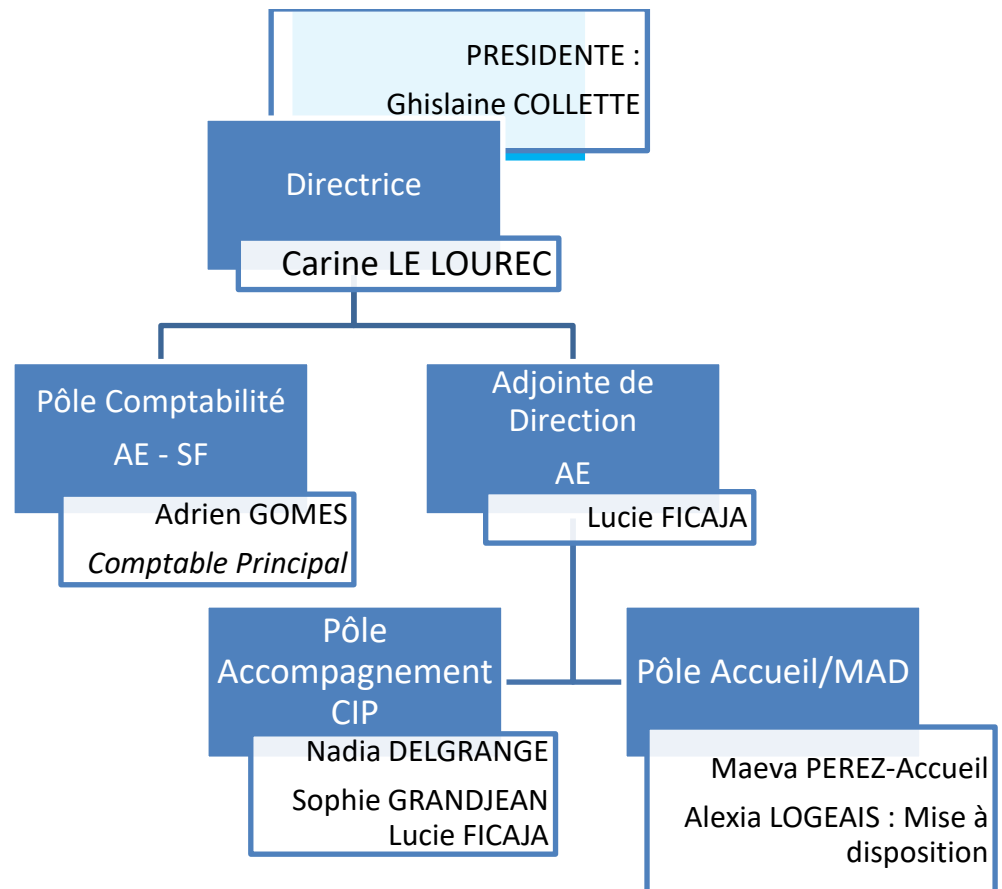 PRESIDENTE :
Ghislaine COLLETTE
Directrice
Carine LE LOUREC
Pôle Comptabilité
AE - SF
Adrien GOMES
Comptable Principal
Adjointe de
Direction
AE
Lucie FICAJA
Pôle
Accompagnement
CIP
Nadia DELGRANGE
Sophie GRANDJEAN
Lucie FICAJA
Pôle Accueil/MAD
Maeva PEREZ-Accueil
Alexia LOGEAIS : Mise à
disposition